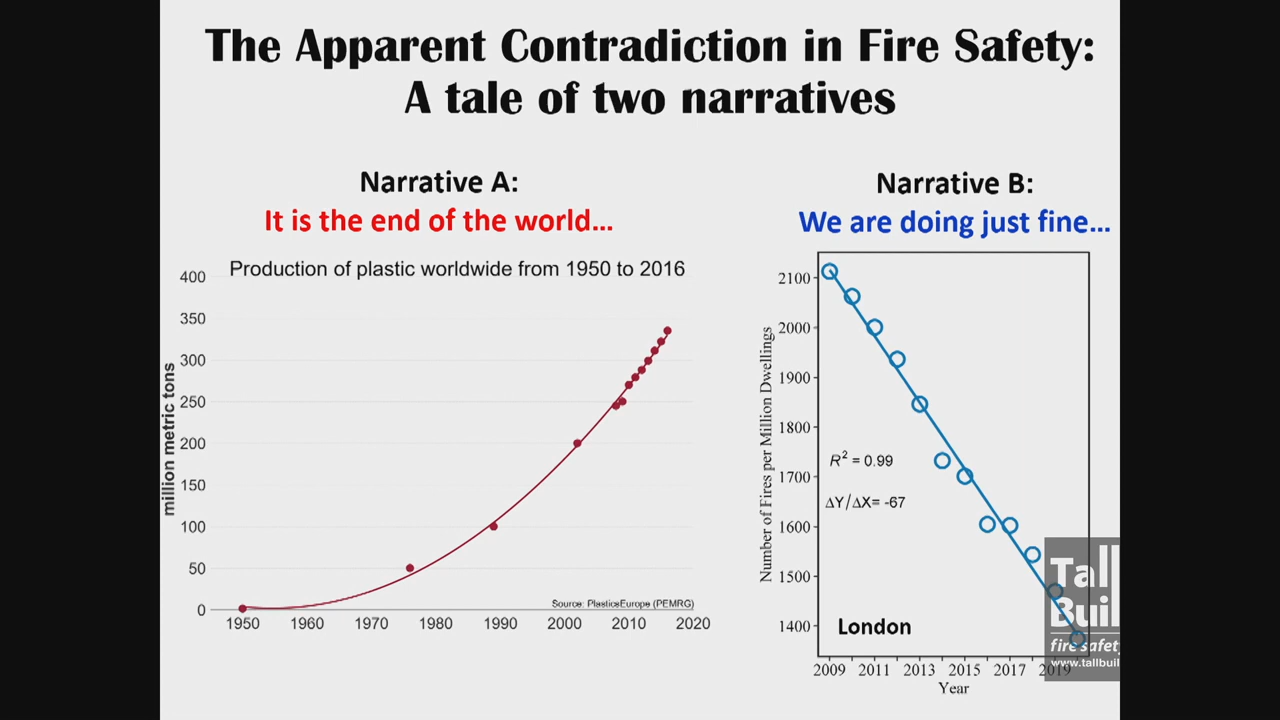 The Apparent Contradiction in Fire Safety:
A tale of two narratives
Narrative A:
It is the end of the world...
Production of plastic worldwide from 1950 to 2016
million metric tons
400
350
300
250
200
150
100
50
0
1950 1960 1970 1980 1990 2000 2010 2020
Source: PlasticsEurope (PEMRG)
Narrative B:
We are doing just fine...
Number of Fires per Million Dwellings
2100
2000
1900
1800
1700
1600
1500
1400
R² = 0.99
ΔY/ΔX= -67
London
2009 2011 2013 2015 2017 2019
Year
Tall
Buil
fire safety
www.tallbuil